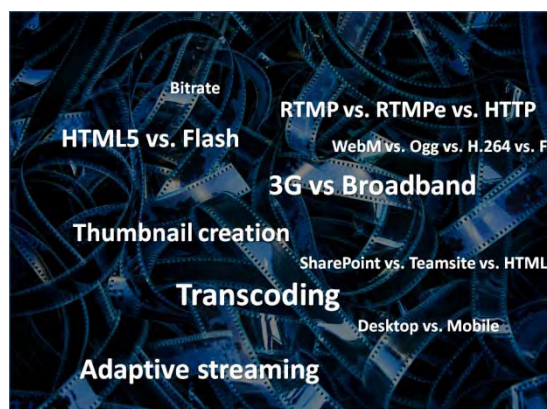 Bitrate
RTMP vs. RTMPe vs. HTTP
HTML5 vs. Flash
WebM vs. Ogg vs. H.264 vs. F
3G vs Broadband
Thumbnail creation
SharePoint vs. Teamsite vs. HTML
Transcoding
Desktop vs. Mobile
Adaptive streaming